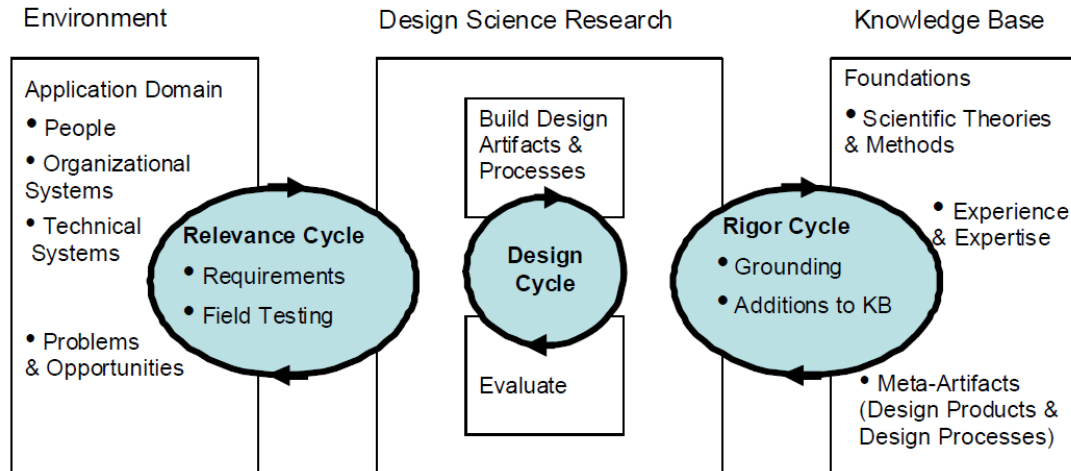 Environment
Design Science Research
Knowledge Base
Application Domain
• People
• Organizational
Systems
• Technical
Systems
• Problems
& Opportunities
Relevance Cycle
• Requirements
• Field Testing
Build Design
Artifacts &
Processes
Design
Cycle
Evaluate
Rigor Cycle
• Grounding
• Additions to KB
Foundations
• Scientific Theories
& Methods
• Experience
& Expertise
• Meta-Artifacts
(Design Products &
Design Processes)